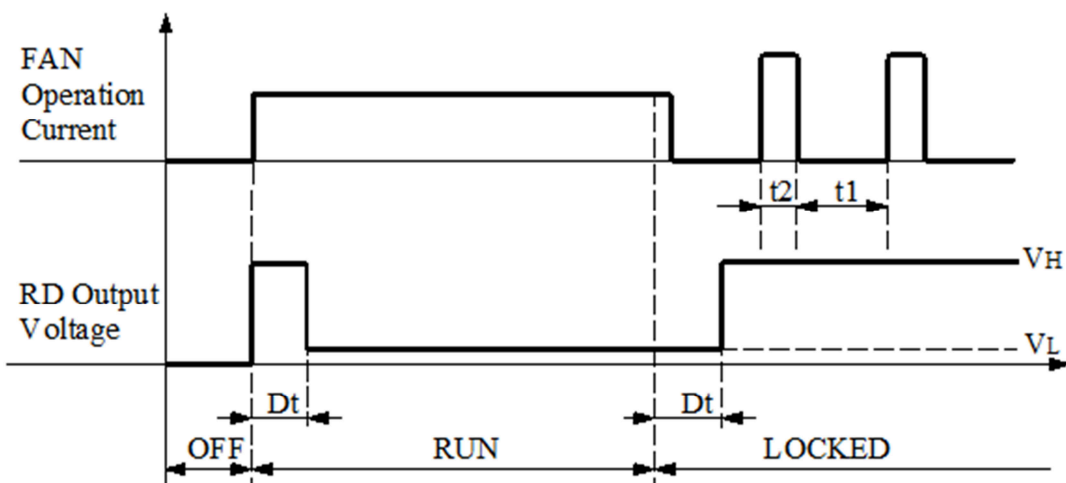 FAN
Operation
Current
t2
t1
VH
RD Output
Voltage
VL
Dt
Dt
OFF
RUN
LOCKED